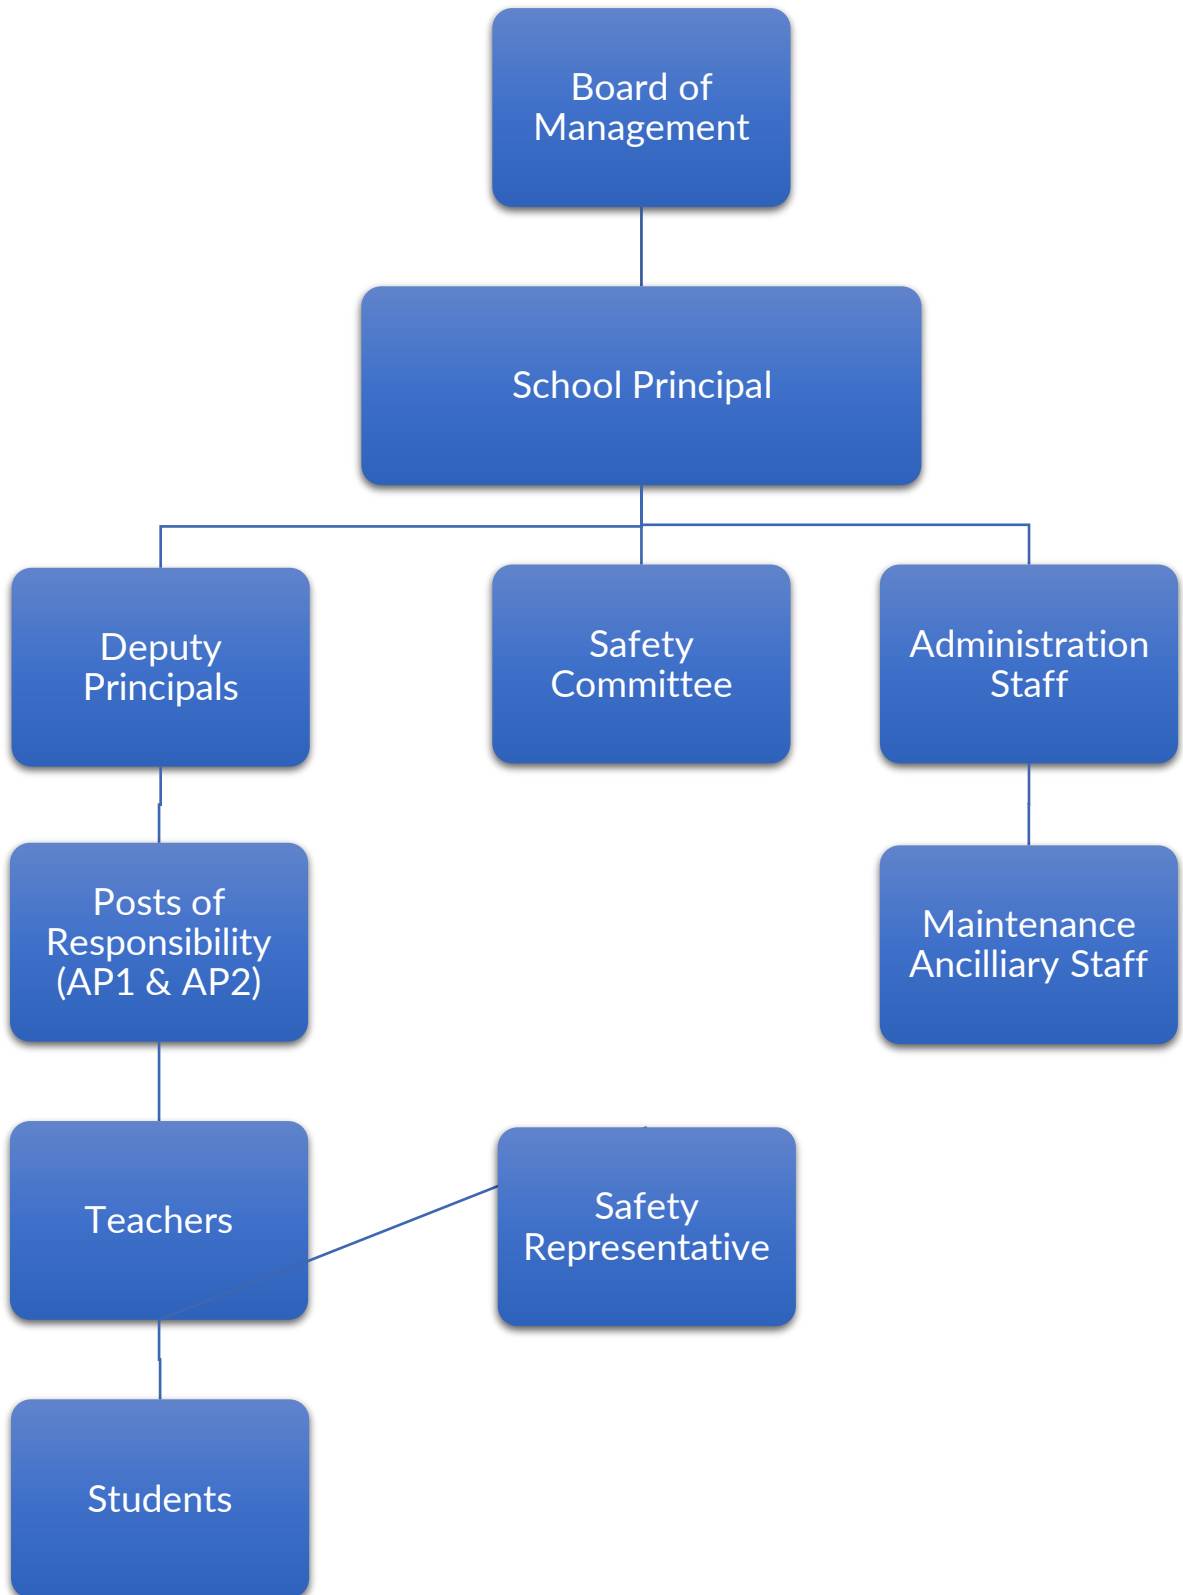 Board of
Management
School Principal
Deputy
Principals
Safety
Committee
Administration
Staff
Posts of
Responsibility
(AP1 & AP2)
Maintenance
Ancilliary Staff
Teachers
Safety
Representative
Students